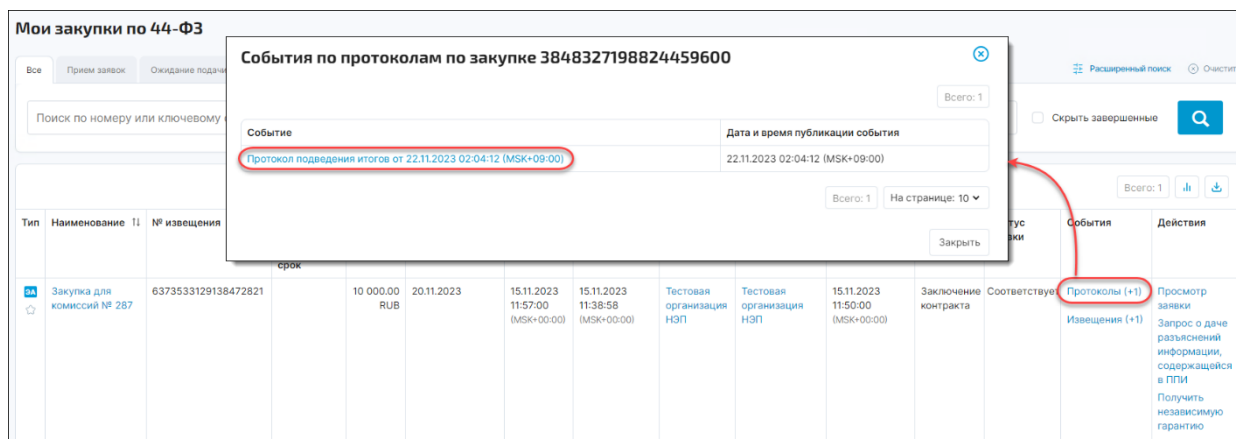 Мои закупки по 44-ФЗ
События по протоколам по закупке 3848327198824459600
Все
Прием заявок
Ожидание подачи
Расширенный поиск
Очистит
Всего: 1
Поиск по номеру или ключевому
Скрыть завершенные
Событие
Дата и время публикации события
Протокол подведения итогов от 22.11.2023 02:04:12 (MSK+09:00)
22.11.2023 02:04:12 (MSK+09:00)
Всего: 1
На странице: 10
Всего: 1
Закрыть
Тип
Наименование
№ извещения
срок
События
Действия
ЭА
Закупка для
комиссий № 287
6373533129138472821
10 000.00
RUB
20.11.2023
15.11.2023
11:57:00
(MSK+00:00)
15.11.2023
11:38:58
(MSK+00:00)
Тестовая
организация
НЭП
Тестовая
организация
НЭП
15.11.2023
11:50:00
(MSK+00:00)
Заключение
контракта
Соответствует
Протоколы (+1)
Извещения (+1)
Просмотр
заявки
Запрос о даче
разъяснений
информации,
содержащейся
в ППИ
Получить
независимую
гарантию